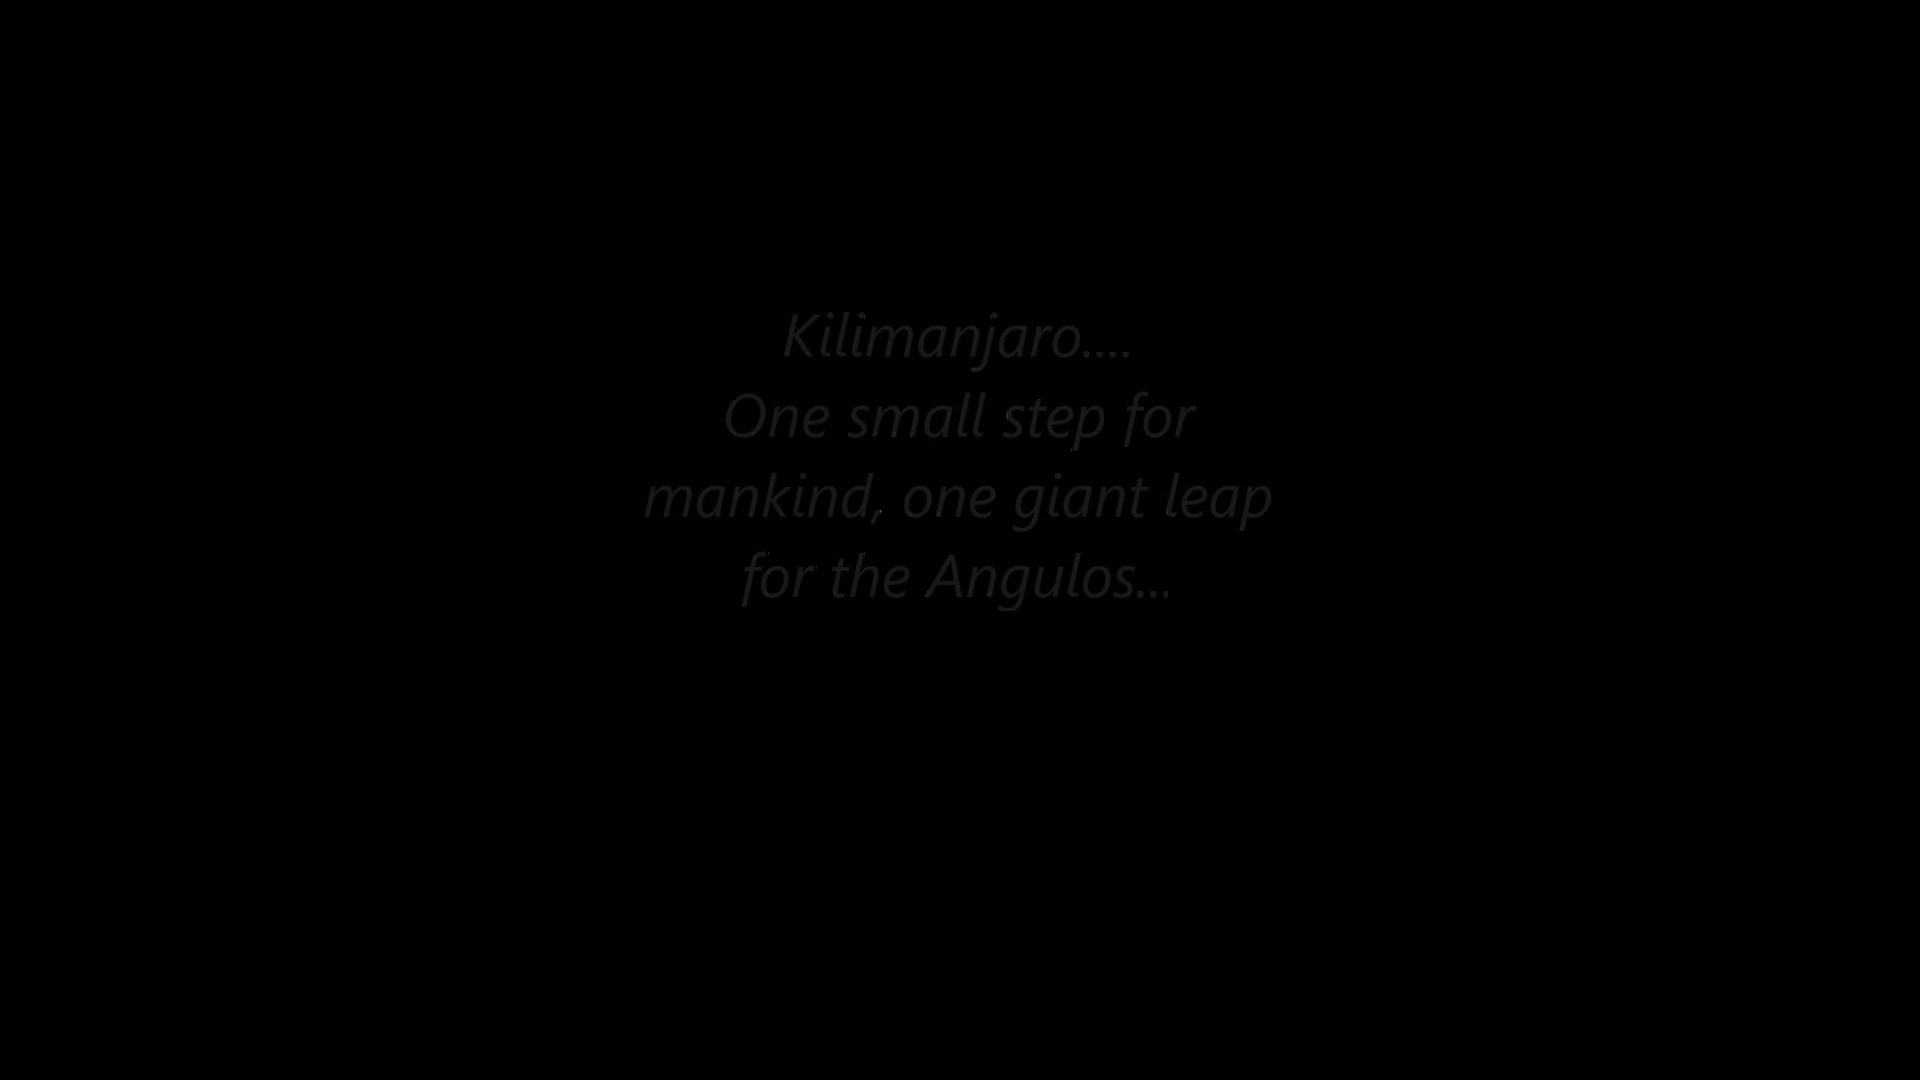 Kilimanjaro....
One small step for
mankind, one giant leap
for the Angulos...